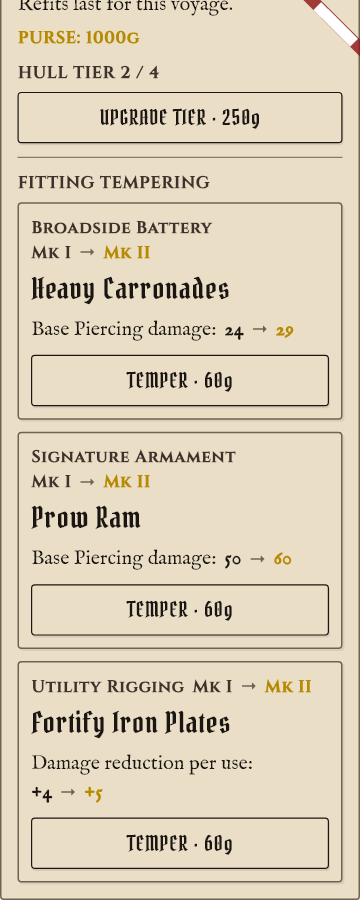 Refits last for this voyage.
PURSE: 1000G
HULL TIER 2 / 4
UPGRADE TIER · 250g
FITTING TEMPERING
BROADSIDE BATTERY
MK I → MK II
Heavy Carronades
Base Piercing damage: 24 → 29
TEMPER · 60g
SIGNATURE ARMAMENT
MK I → MK II
Prow Ram
Base Piercing damage: 50 → 60
TEMPER · 60g
UTILITY RIGGING MK I → MK II
Fortify Iron Plates
Damage reduction per use:
+4 → +5
TEMPER · 60g